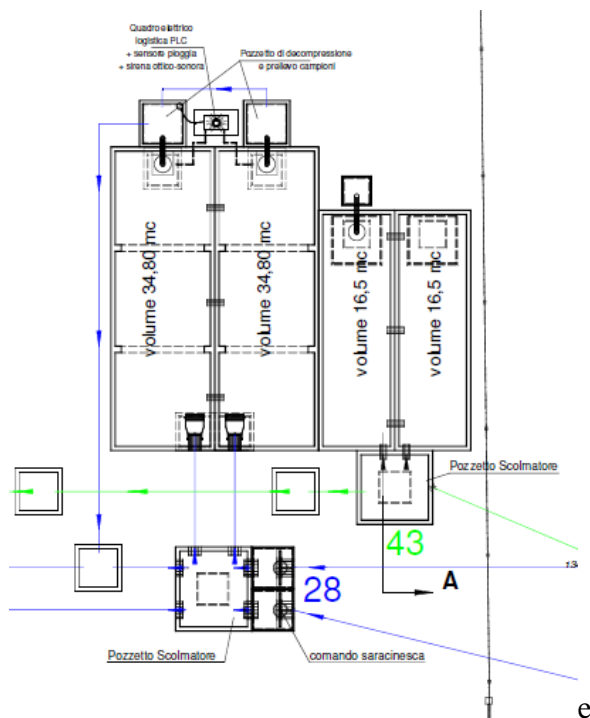 Quadro elettrico
logistica PLC
+ sensore pioggia
+ sirena ottico-sonora
Pozzetto di decompressione
e prelievo campioni
volume 34,80 mc
volume 34,80 mc
volume 16,5 mc
volume 16,5 mc
Pozzetto Scolmatore
43
A
28
Pozzetto Scolmatore
comando saracinesca
e